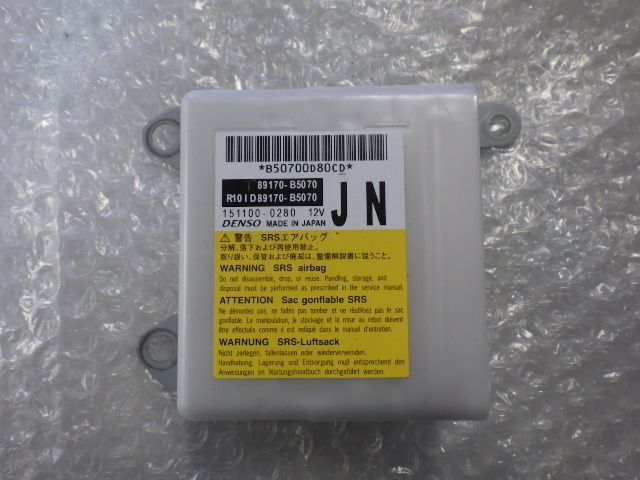 *B50700D80CD*
89170-B5070
R10 ID89170-B5070
151100-0280 12V
DENSO MADE IN JAPAN
JN
⚠ 警告 SRSエアバッグ
分解、落下および再使用禁止。
取り扱い、保管および廃却は、整備解説書に従うこと。
WARNING SRS airbag
Do not disassemble, drop, or reuse. Handling, storage, and
disposal must be performed as prescribed in the service manual.
ATTENTION Sac gonflable SRS
Ne démontez pas, ne faites pas tomber et ne réutilisez pas le sac
gonflable. La manipulation, le stockage et la mise au rebut doivent
être effectués comme il est indiqué dans le manuel d'entretien.
WARNUNG SRS-Luftsack
Nicht zerlegen, fallenlassen oder wiederverwenden.
Handhabung, Lagerung und Entsorgung muß entsprechend den
Anweisungen im Wartungshandbuch durchgeführt werden.